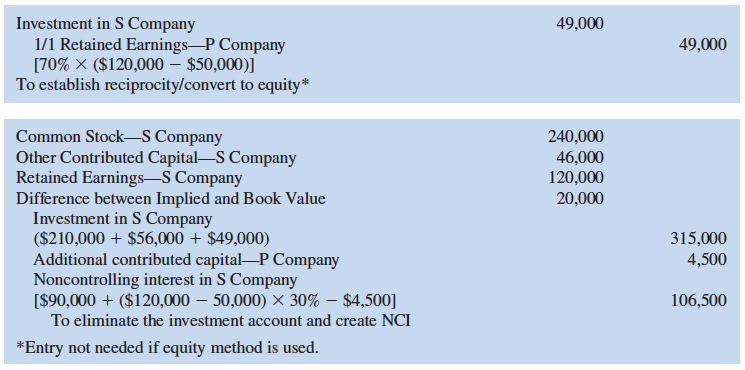 Investment in S Company 49,000
1/1 Retained Earnings—P Company 49,000
[70% × ($120,000 − $50,000)]
To establish reciprocity/convert to equity*
Common Stock—S Company 240,000
Other Contributed Capital—S Company 46,000
Retained Earnings—S Company 120,000
Difference between Implied and Book Value 20,000
Investment in S Company
($210,000 + $56,000 + $49,000) 315,000
Additional contributed capital—P Company 4,500
Noncontrolling interest in S Company
[$90,000 + ($120,000 − 50,000) × 30% − $4,500] 106,500
To eliminate the investment account and create NCI
*Entry not needed if equity method is used.